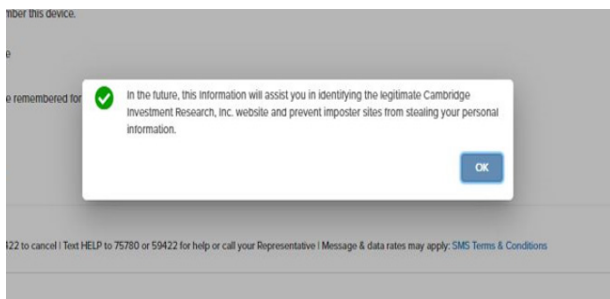 mber this device.
e
e remembered for
In the future, this information will assist you in identifying the legitimate Cambridge
Investment Research, Inc. website and prevent imposter sites from stealing your personal
information.
OK
422 to cancel | Text HELP to 75780 or 59422 for help or call your Representative | Message & data rates may apply: SMS Terms & Conditions